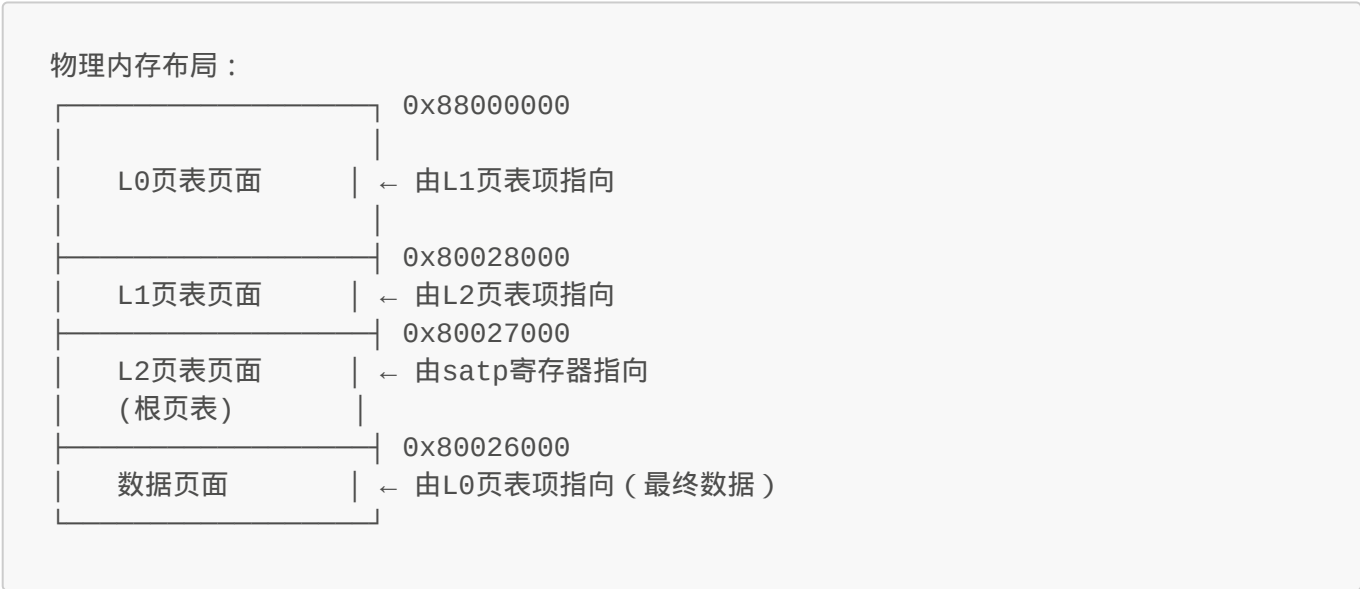 物理内存布局：
0x88000000
L0页表页面 ← 由L1页表项指向
0x80028000
L1页表页面 ← 由L2页表项指向
0x80027000
L2页表页面 ← 由satp寄存器指向
(根页表)
0x80026000
数据页面 ← 由L0页表项指向（最终数据）